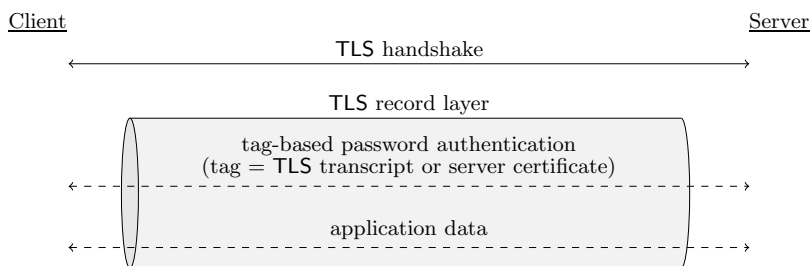 Client
Server
TLS handshake
TLS record layer
tag-based password authentication
(tag = TLS transcript or server certificate)
application data